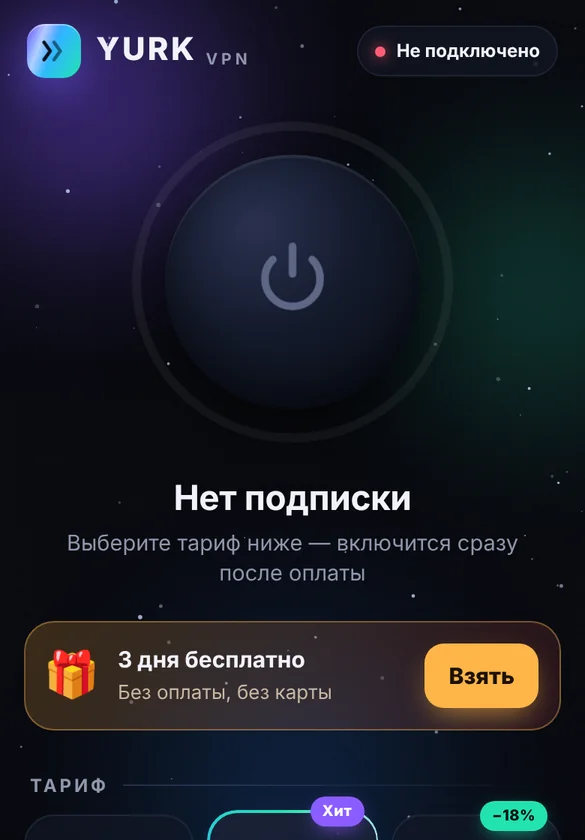 YURK VPN
Не подключено
Нет подписки
Выберите тариф ниже — включится сразу
после оплаты
3 дня бесплатно
Без оплаты, без карты
Взять
ТАРИФ
Хит
−18%